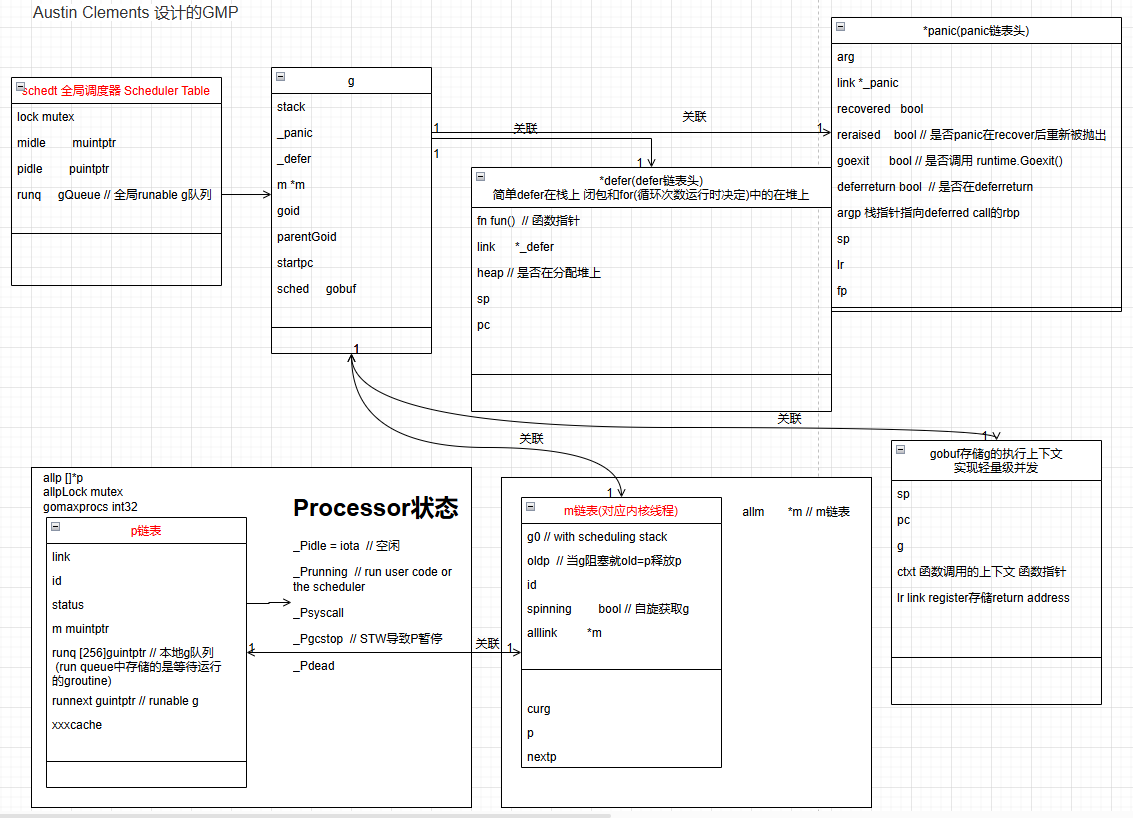 Austin Clements 设计的GMP
schedt 全局调度器 Scheduler Table
lock mutex
midle muintptr
pidle puintptr
runq gQueue // 全局runable g队列
g
stack
_panic
_defer
m *m
goid
parentGoid
startpc
sched gobuf
1
1
关联
关联
1
1
*panic(panic链表头)
arg
link *_panic
recovered bool
reraised bool // 是否panic在recover后重新被抛出
goexit bool // 是否调用 runtime.Goexit()
deferreturn bool // 是否在deferreturn
argp 栈指针指向deferred call的rbp
sp
lr
fp
*defer(defer链表头)
简单defer在栈上 闭包和for(循环次数运行时决定)中的在堆上
fn fun() // 函数指针
link *_defer
heap // 是否在分配堆上
sp
pc
1
关联
关联
1
1
gobuf存储g的执行上下文
实现轻量级并发
sp
pc
g
ctxt 函数调用的上下文 函数指针
lr link register存储return address
allp []*p
allpLock mutex
gomaxprocs int32
p链表
link
id
status
m muintptr
runq [256]guintptr // 本地g队列
(run queue中存储的是等待运行
的groutine)
runnext guintptr // runable g
xxxcache
Processor状态
_Pidle = iota // 空闲
_Prunning // run user code or
the scheduler
_Psyscall
_Pgcstop // STW导致P暂停
_Pdead
1
关联
1
m链表(对应内核线程)
g0 // with scheduling stack
oldp // 当g阻塞就old=p释放p
id
spinning bool // 自旋获取g
alllink *m
curg
p
nextp
allm *m // m链表